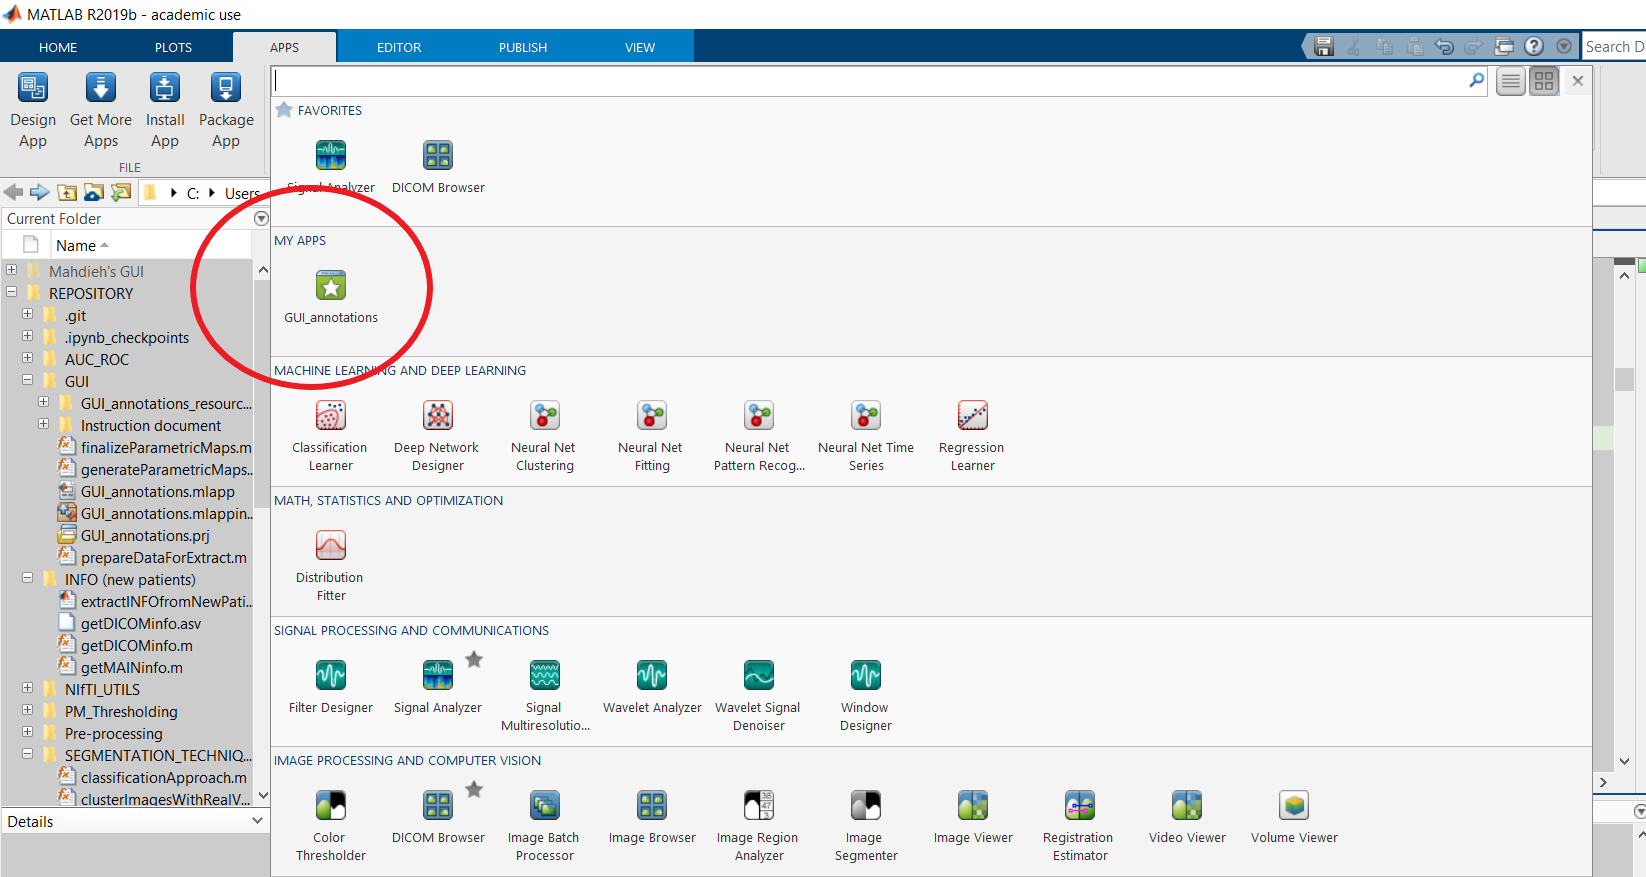 MATLAB R2019b - academic use
HOME PLOTS APPS EDITOR PUBLISH VIEW
Search D
Design App
Get More Apps
Install App
Package App
FILE
C: Users
Current Folder
Name
Mahdieh's GUI
REPOSITORY
.git
.ipynb_checkpoints
AUC_ROC
GUI
GUI_annotations_resourc...
Instruction document
finalizeParametricMaps.m
generateParametricMaps..
GUI_annotations.mlapp
GUI_annotations.mlappin..
GUI_annotations.prj
prepareDataForExtract.m
INFO (new patients)
extractINFOfromNewPati..
getDICOMinfo.asv
getDICOMinfo.m
getMAINinfo.m
NIfTI_UTILS
PM_Thresholding
Pre-processing
SEGMENTATION_TECHNIQ...
classificationApproach.m
clusterImagesWithRealV...
Details
FAVORITES
Signal Analyzer
DICOM Browser
MY APPS
GUI_annotations
MACHINE LEARNING AND DEEP LEARNING
Classification Learner
Deep Network Designer
Neural Net Clustering
Neural Net Fitting
Neural Net Pattern Recog...
Neural Net Time Series
Regression Learner
MATH, STATISTICS AND OPTIMIZATION
Distribution Fitter
SIGNAL PROCESSING AND COMMUNICATIONS
Filter Designer
Signal Analyzer
Signal Multiresolutio...
Wavelet Analyzer
Wavelet Signal Denoiser
Window Designer
IMAGE PROCESSING AND COMPUTER VISION
Color Thresholder
DICOM Browser
Image Batch Processor
Image Browser
Image Region Analyzer
Image Segmenter
Image Viewer
Registration Estimator
Video Viewer
Volume Viewer